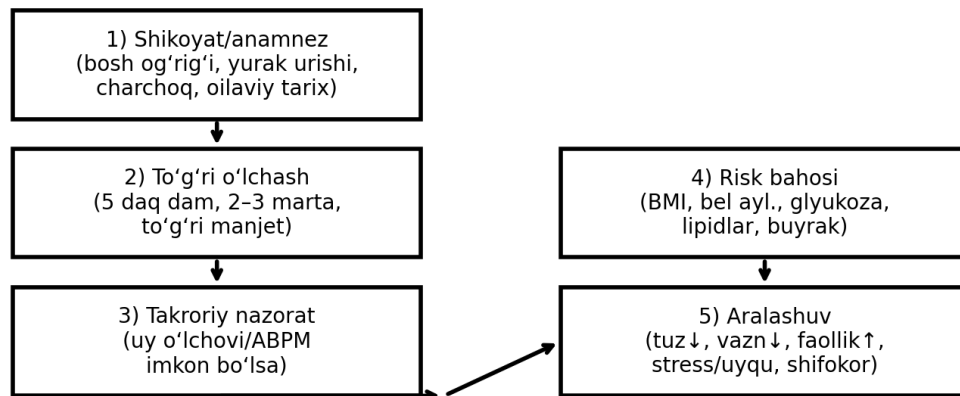 1) Shikoyat/anamnez
(bosh og‘rig‘i, yurak urishi,
charchoq, oilaviy tarix)
2) To‘g‘ri o‘lchash
(5 daq dam, 2–3 marta,
to‘g‘ri manjet)
3) Takroriy nazorat
(uy o‘lchovi/ABPM
imkon bo‘lsa)
4) Risk bahosi
(BMI, bel ayl., glyukoza,
lipidlar, buyrak)
5) Aralashuv
(tuz↓, vazn↓, faollik↑,
stress/uyqu, shifokor)